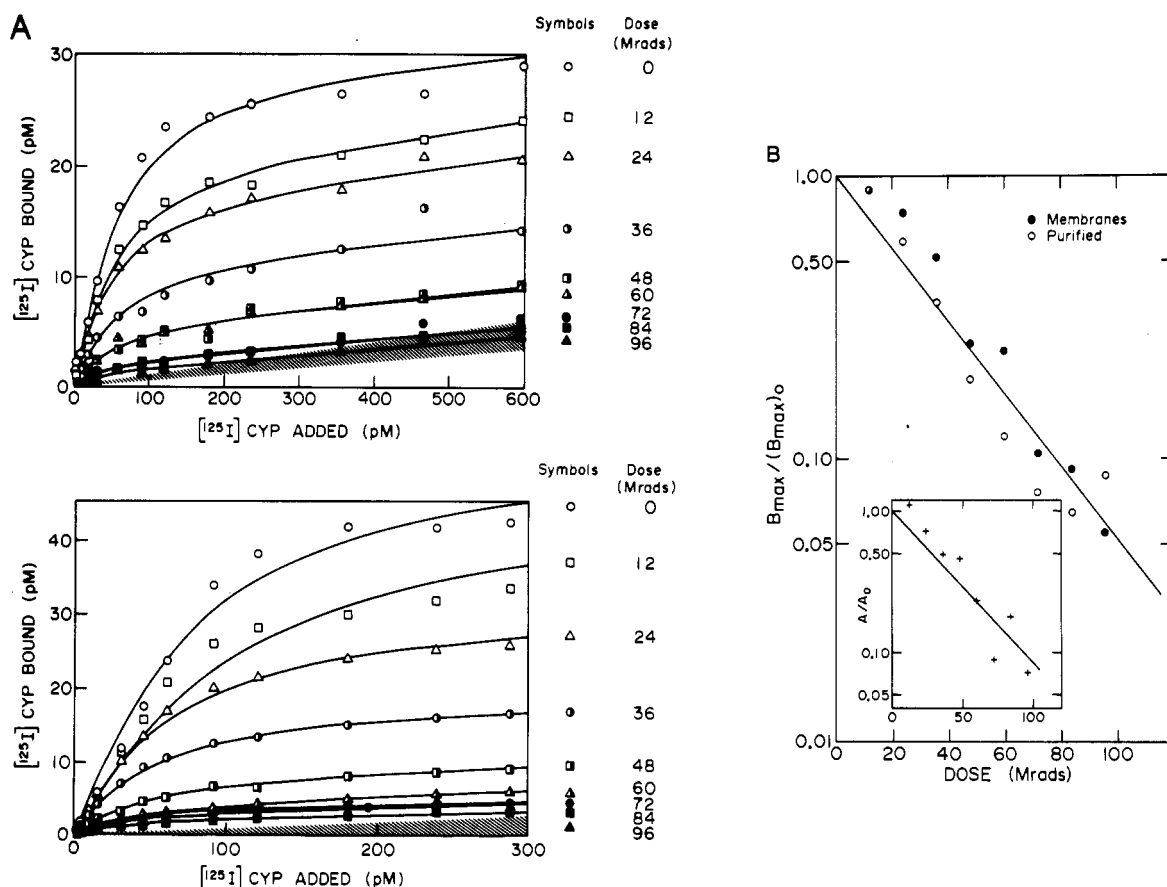 A
Symbols Dose (Mrads)
[¹²⁵I] CYP BOUND (pM)
30
20
10
0
0 100 200 300 400 500 600
[¹²⁵I] CYP ADDED (pM)
0
12
24
36
48
60
72
84
96
Symbols Dose (Mrads)
[¹²⁵I] CYP BOUND (pM)
40
30
20
10
0
0 100 200 300
[¹²⁵I] CYP ADDED (pM)
0
12
24
36
48
60
72
84
96
B
Membranes
Purified
Bmax/(Bmax)o
1.00
0.50
0.10
0.05
0.01
0 20 40 60 80 100
DOSE (Mrads)
A/Ao
1.00
0.50
0.10
0.05
0 50 100